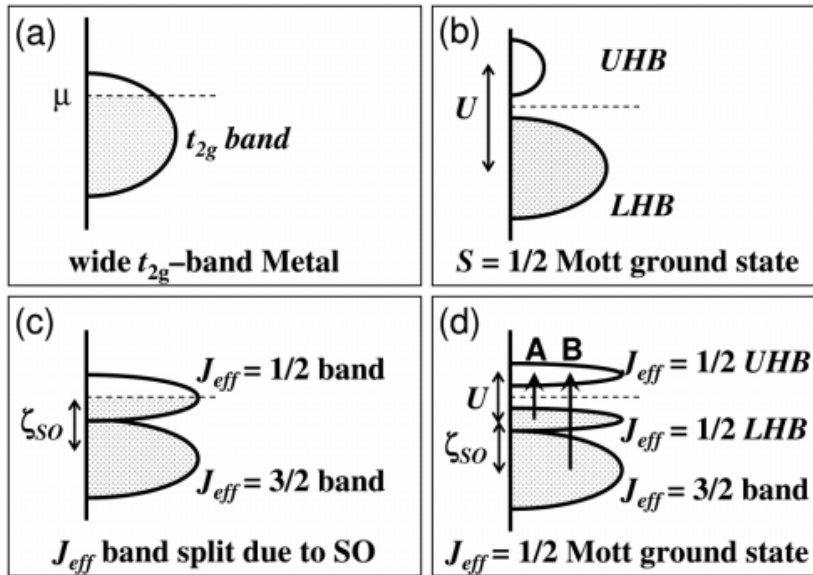 (a)
μ
t2g band
wide t2g–band Metal
(b)
UHB
U
LHB
S = 1/2 Mott ground state
(c)
Jeff = 1/2 band
ζSO
Jeff = 3/2 band
Jeff band split due to SO
(d)
A B
Jeff = 1/2 UHB
U
Jeff = 1/2 LHB
ζSO
Jeff = 3/2 band
Jeff = 1/2 Mott ground state